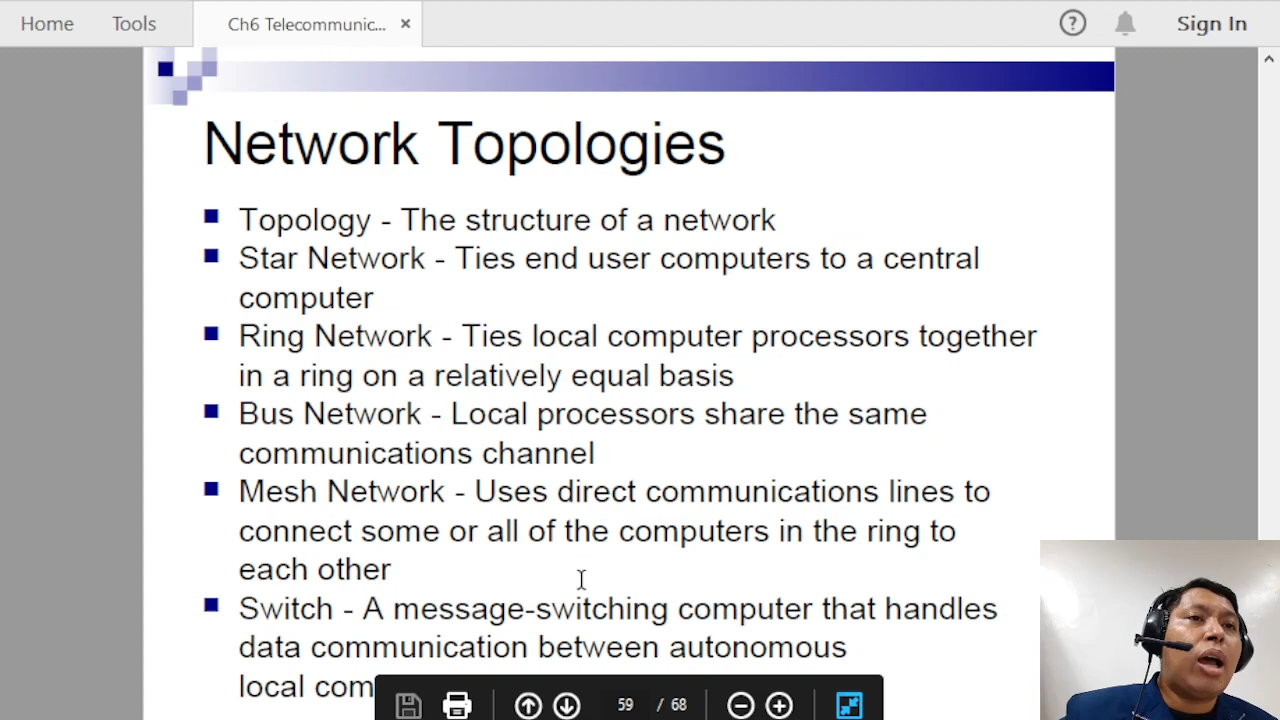 Home Tools Ch6 Telecommunic... × ? Sign In
Network Topologies
Topology - The structure of a network
Star Network - Ties end user computers to a central
computer
Ring Network - Ties local computer processors together
in a ring on a relatively equal basis
Bus Network - Local processors share the same
communications channel
Mesh Network - Uses direct communications lines to
connect some or all of the computers in the ring to
each other
Switch - A message-switching computer that handles
data communication between autonomous
local com
59 / 68